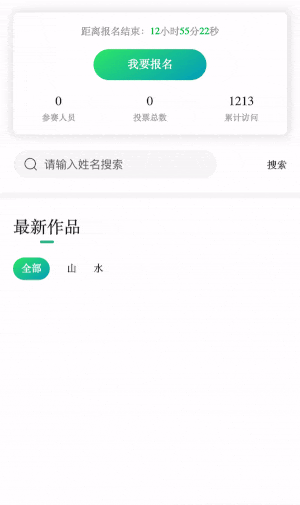 距离报名结束：12小时55分22秒
我要报名
0 0 1213
参赛人员 投票总数 累计访问
请输入姓名搜索 搜索
最新作品
全部 山 水